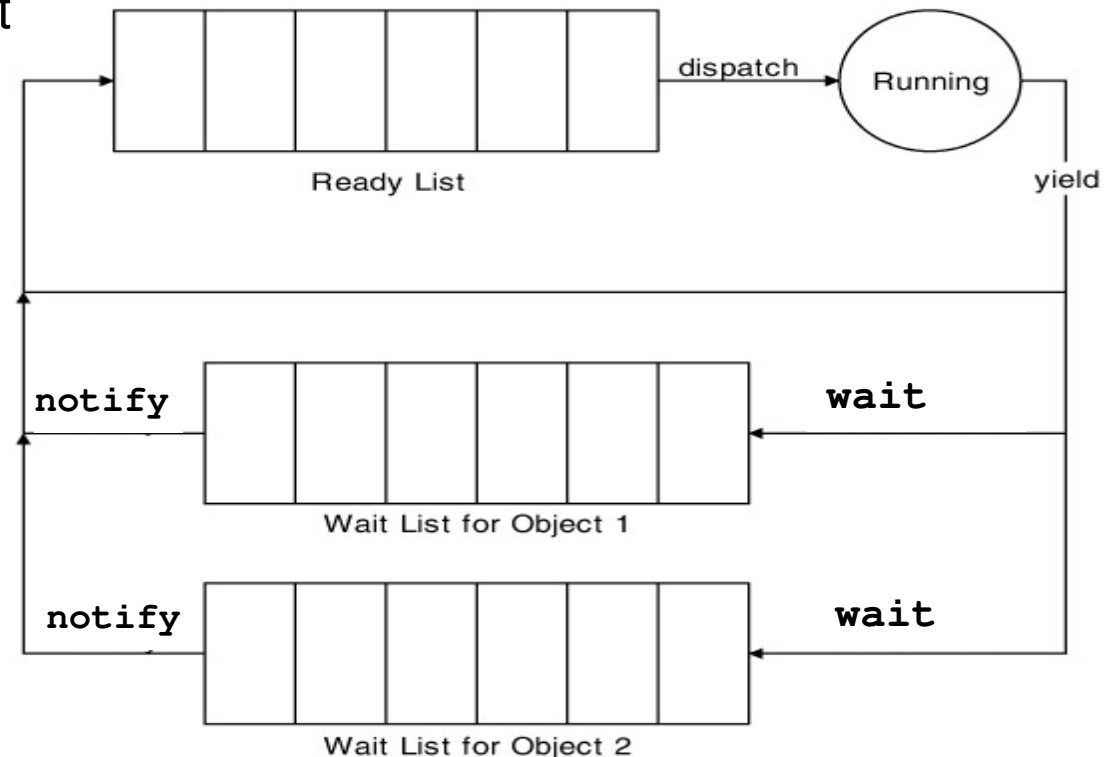 t
dispatch
Running
Ready List
yield
notify
wait
Wait List for Object 1
notify
wait
Wait List for Object 2